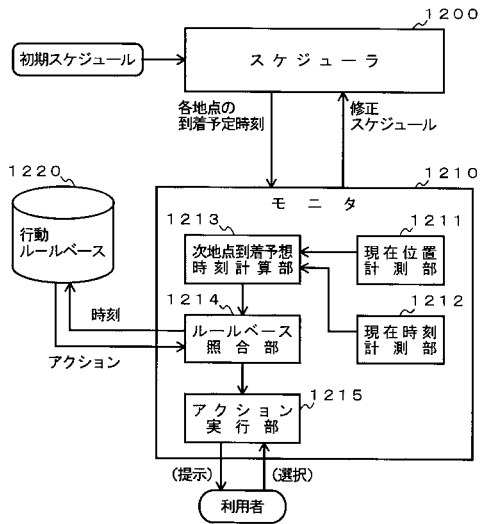 1200
初期スケジュール
スケジューラ
各地点の
到着予定時刻
修正
スケジュール
1220
1210
モニタ
行動
ルールベース
1213
次地点到着予想
時刻計算部
1211
現在位置
計測部
1214
1212
時刻
ルールベース
照合部
現在時刻
計測部
アクション
1215
アクション
実行部
(提示)
(選択)
利用者